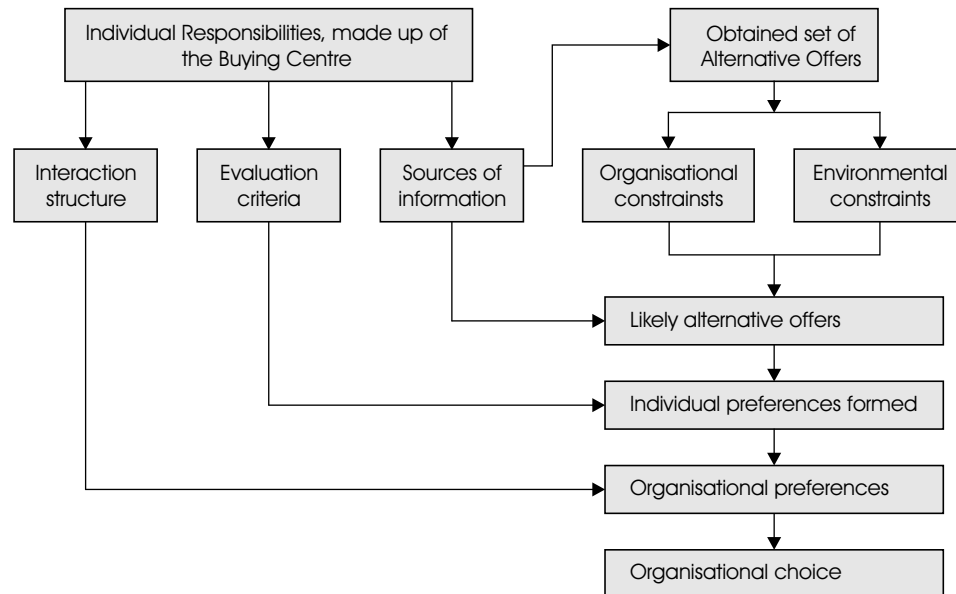 Individual Responsibilities, made up of
the Buying Centre
Obtained set of
Alternative Offers
Interaction
structure
Evaluation
criteria
Sources of
information
Organisational
constrainsts
Environmental
constraints
Likely alternative offers
Individual preferences formed
Organisational preferences
Organisational choice